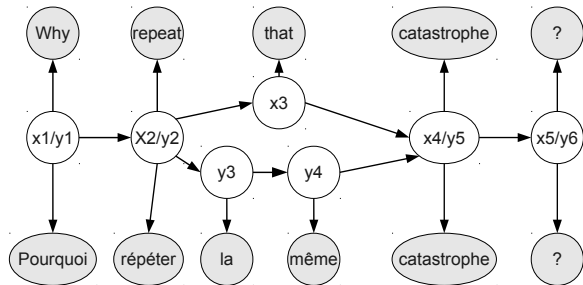 Why repeat that catastrophe ?
x3
x1/y1 X2/y2 x4/y5 x5/y6
y3 y4
Pourquoi répéter la même catastrophe ?